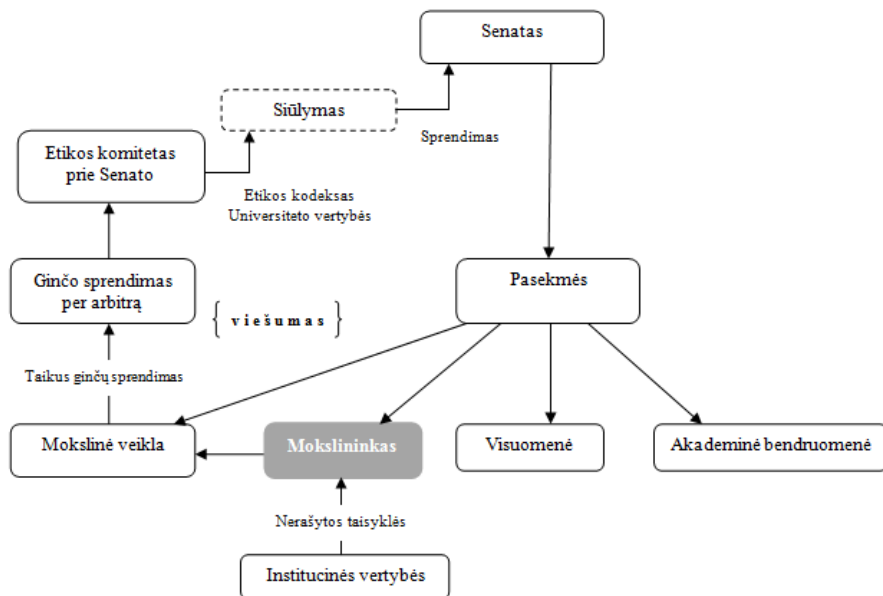 Senatas
Siūlymas
Sprendimas
Etikos komitetas
prie Senato
Etikos kodeksas
Universiteto vertybės
Ginčo sprendimas
per arbitrą
Pasekmės
{ viešumas }
Taikus ginčų sprendimas
Mokslinė veikla
Mokslininkas
Visuomenė
Akademinė bendruomenė
Nerašytos taisyklės
Institucinės vertybės